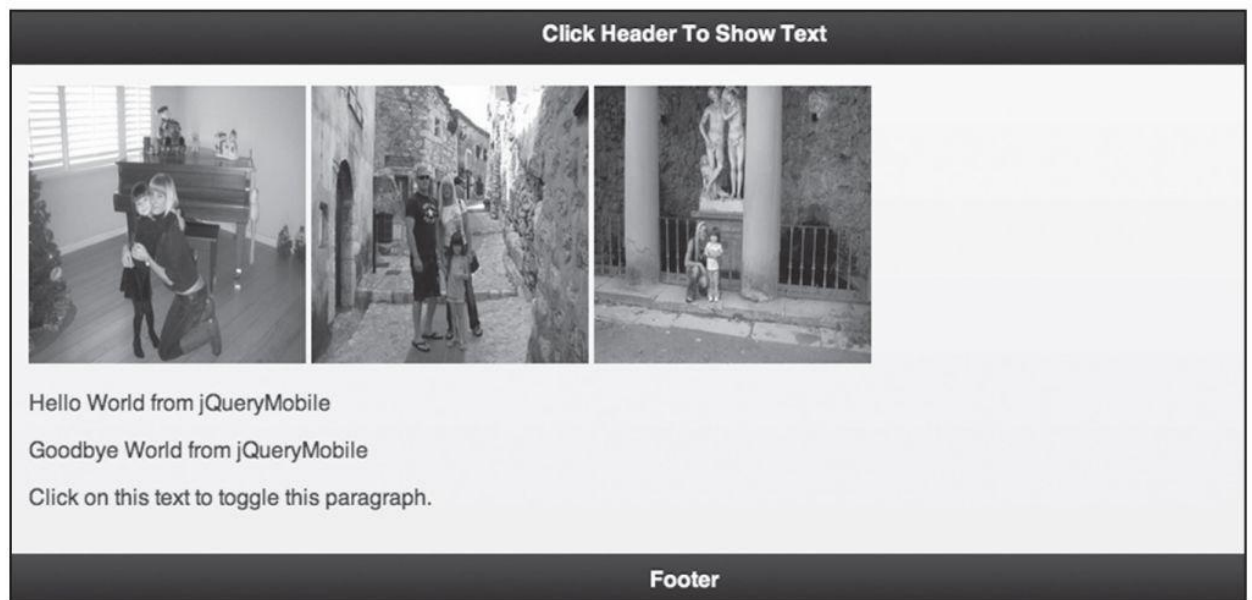 Click Header To Show Text
Hello World from jQueryMobile
Goodbye World from jQueryMobile
Click on this text to toggle this paragraph.
Footer